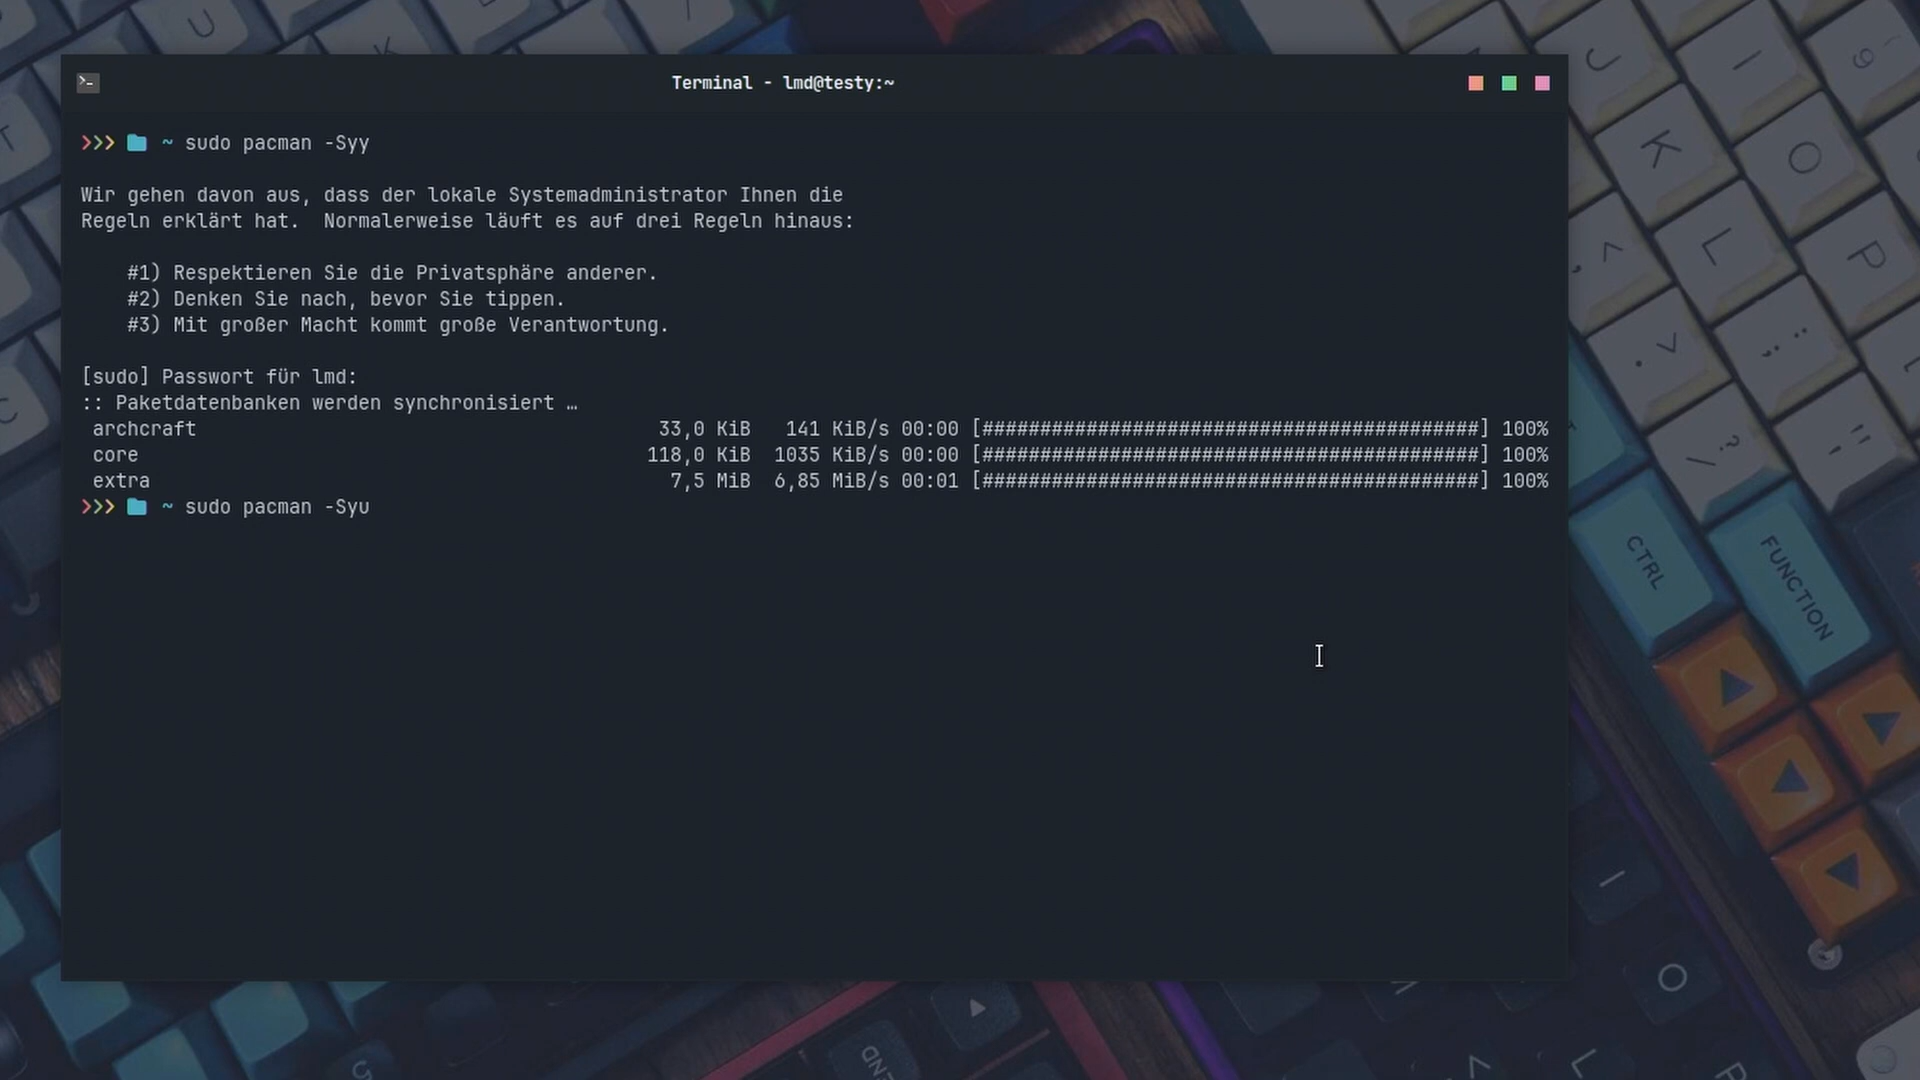 Terminal - lmd@testy:~
>>> ~ sudo pacman -Syy
Wir gehen davon aus, dass der lokale Systemadministrator Ihnen die
Regeln erklärt hat.  Normalerweise läuft es auf drei Regeln hinaus:
#1) Respektieren Sie die Privatsphäre anderer.
#2) Denken Sie nach, bevor Sie tippen.
#3) Mit großer Macht kommt große Verantwortung.
[sudo] Passwort für lmd:
:: Paketdatenbanken werden synchronisiert …
archcraft 33,0 KiB 141 KiB/s 00:00 [###########################################] 100%
core 118,0 KiB 1035 KiB/s 00:00 [###########################################] 100%
extra 7,5 MiB 6,85 MiB/s 00:01 [###########################################] 100%
>>> ~ sudo pacman -Syu
U
K
J
I
9
K
O
L
P
CTRL
FUNCTION
END
O